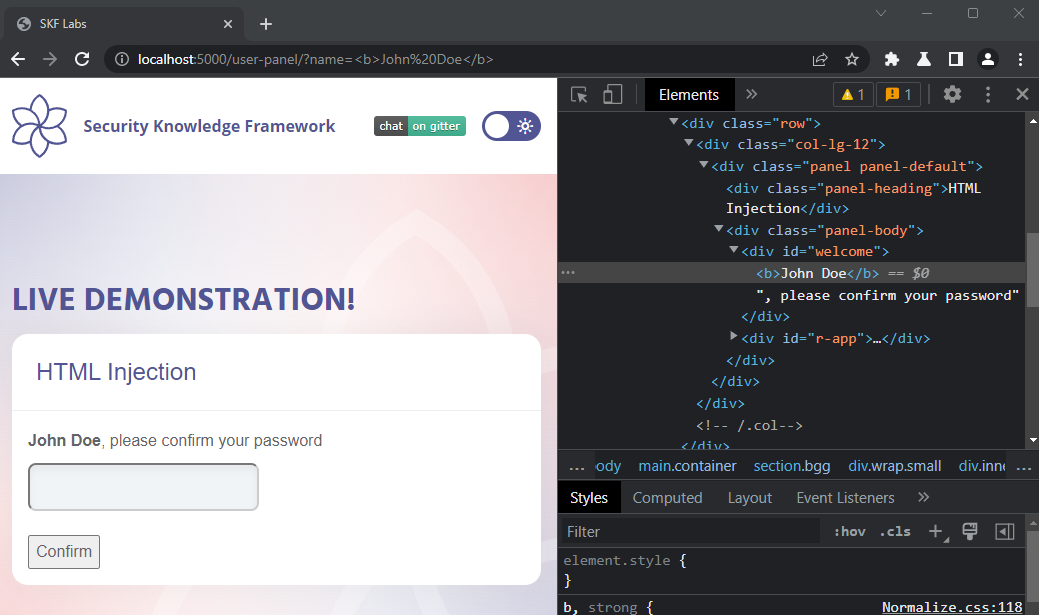 SKF Labs
localhost:5000/user-panel/?name=<b>John%20Doe</b>
Security Knowledge Framework
chat on gitter
LIVE DEMONSTRATION!
HTML Injection
John Doe, please confirm your password
Confirm
Elements
1
1
<div class="row">
<div class="col-lg-12">
<div class="panel panel-default">
<div class="panel-heading">HTML
Injection</div>
<div class="panel-body">
<div id="welcome">
<b>John Doe</b> == $0
", please confirm your password"
</div>
<div id="r-app">…</div>
</div>
</div>
</div>
<!-- /.col-->
</div>
... ody main.container section.bgg div.wrap.small div.inne ...
Styles Computed Layout Event Listeners
Filter :hov .cls
element.style {
}
b, strong { Normalize.css:118